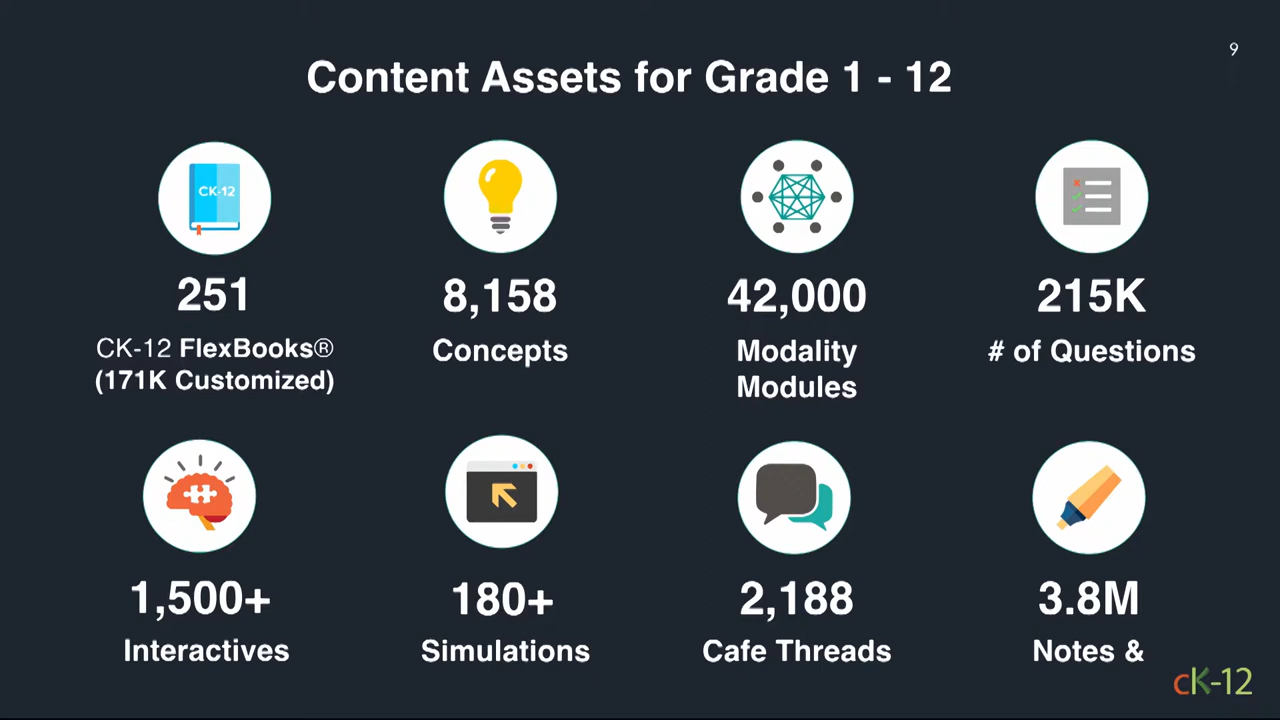 9
Content Assets for Grade 1 - 12
CK-12
251
CK-12 FlexBooks®
(171K Customized)
8,158
Concepts
42,000
Modality
Modules
215K
# of Questions
1,500+
Interactives
180+
Simulations
2,188
Cafe Threads
3.8M
Notes &
cK-12